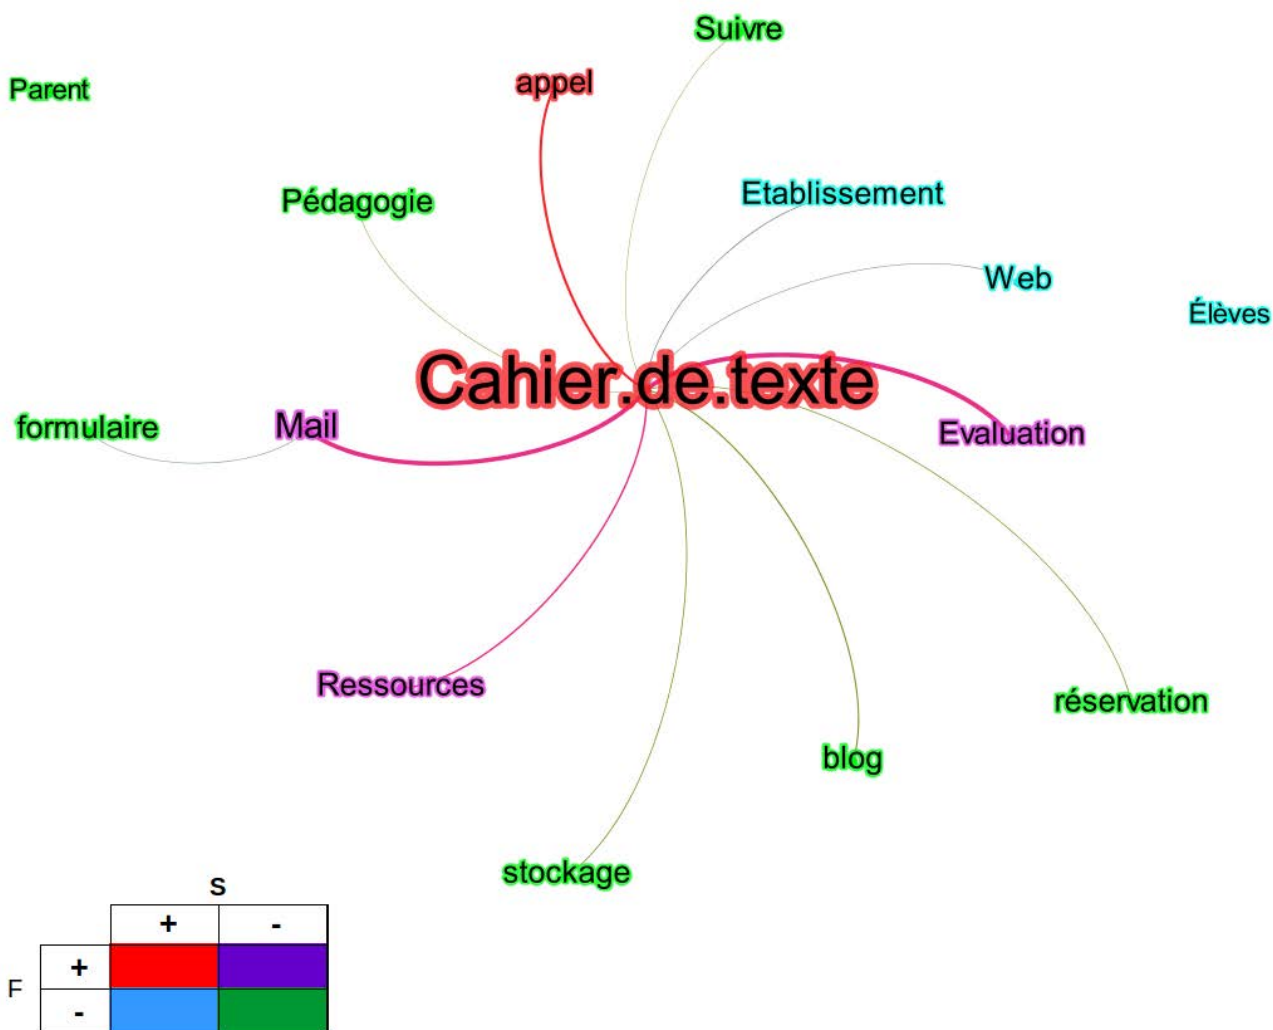 Suivre
appel
Parent
Etablissement
Pédagogie
Web
Élèves
Cahier.de.texte
formulaire
Mail
Evaluation
Ressources
réservation
blog
stockage
S
+ -
F +
-